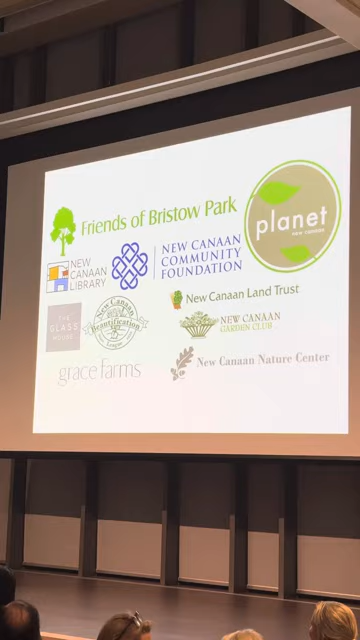 Friends of Bristow Park
planet
new canaan
NEW
CANAAN
LIBRARY
NEW CANAAN
COMMUNITY
FOUNDATION
New Canaan Land Trust
THE
GLASS
HOUSE
New Canaan
Beautification
League
NEW CANAAN
GARDEN CLUB
grace farms
New Canaan Nature Center